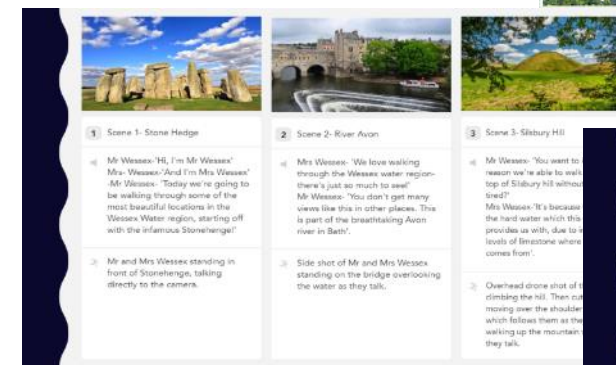 1 Scene 1- Stone Hedge
Mr Wessex-'Hi, I'm Mr Wessex'
Mrs- Wessex-'And I'm Mrs Wessex'
-Mr Wessex- 'Today we're going to
be walking through some of the
most beautiful locations in the
Wessex Water region, starting off
with the infamous Stonehenge!'
Mr and Mrs Wessex standing in
front of Stonehenge, talking
directly to the camera.
2 Scene 2- River Avon
Mrs Wessex- 'We love walking
through the Wessex water region-
there's just so much to see!'
Mr Wessex- 'You don't get many
views like this in other places. This
is part of the breathtaking Avon
river in Bath'.
Side shot of Mr and Mrs Wessex
standing on the bridge overlooking
the water as they talk.
3 Scene 3- Silsbury Hill
Mr Wessex- 'You want to
reason we're able to walk
top of Silsbury hill without
tired?'
Mrs Wessex-'It's because
the hard water which this
provides us with, due to
levels of limestone where
comes from'.
Overhead drone shot of
climbing the hill. Then cut
moving over the shoulder
which follows them as
walking up the mountain
they talk.